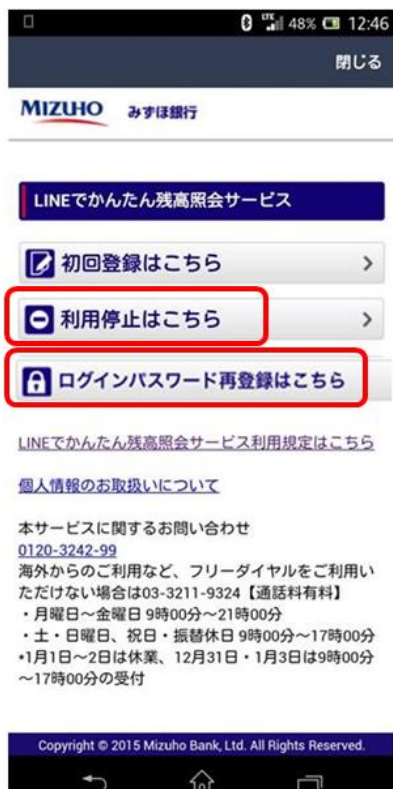 LTE 48% 12:46
閉じる
MIZUHO みずほ銀行
LINEでかんたん残高照会サービス
初回登録はこちら
利用停止はこちら
ログインパスワード再登録はこちら
LINEでかんたん残高照会サービス利用規定はこちら
個人情報のお取扱いについて
本サービスに関するお問い合わせ
0120-3242-99
海外からのご利用など、フリーダイヤルをご利用い
ただけない場合は03-3211-9324【通話料有料】
・月曜日～金曜日 9時00分～21時00分
・土・日曜日、祝日・振替休日 9時00分～17時00分
•1月1日～2日は休業、12月31日・1月3日は9時00分
～17時00分の受付
Copyright © 2015 Mizuho Bank, Ltd. All Rights Reserved.